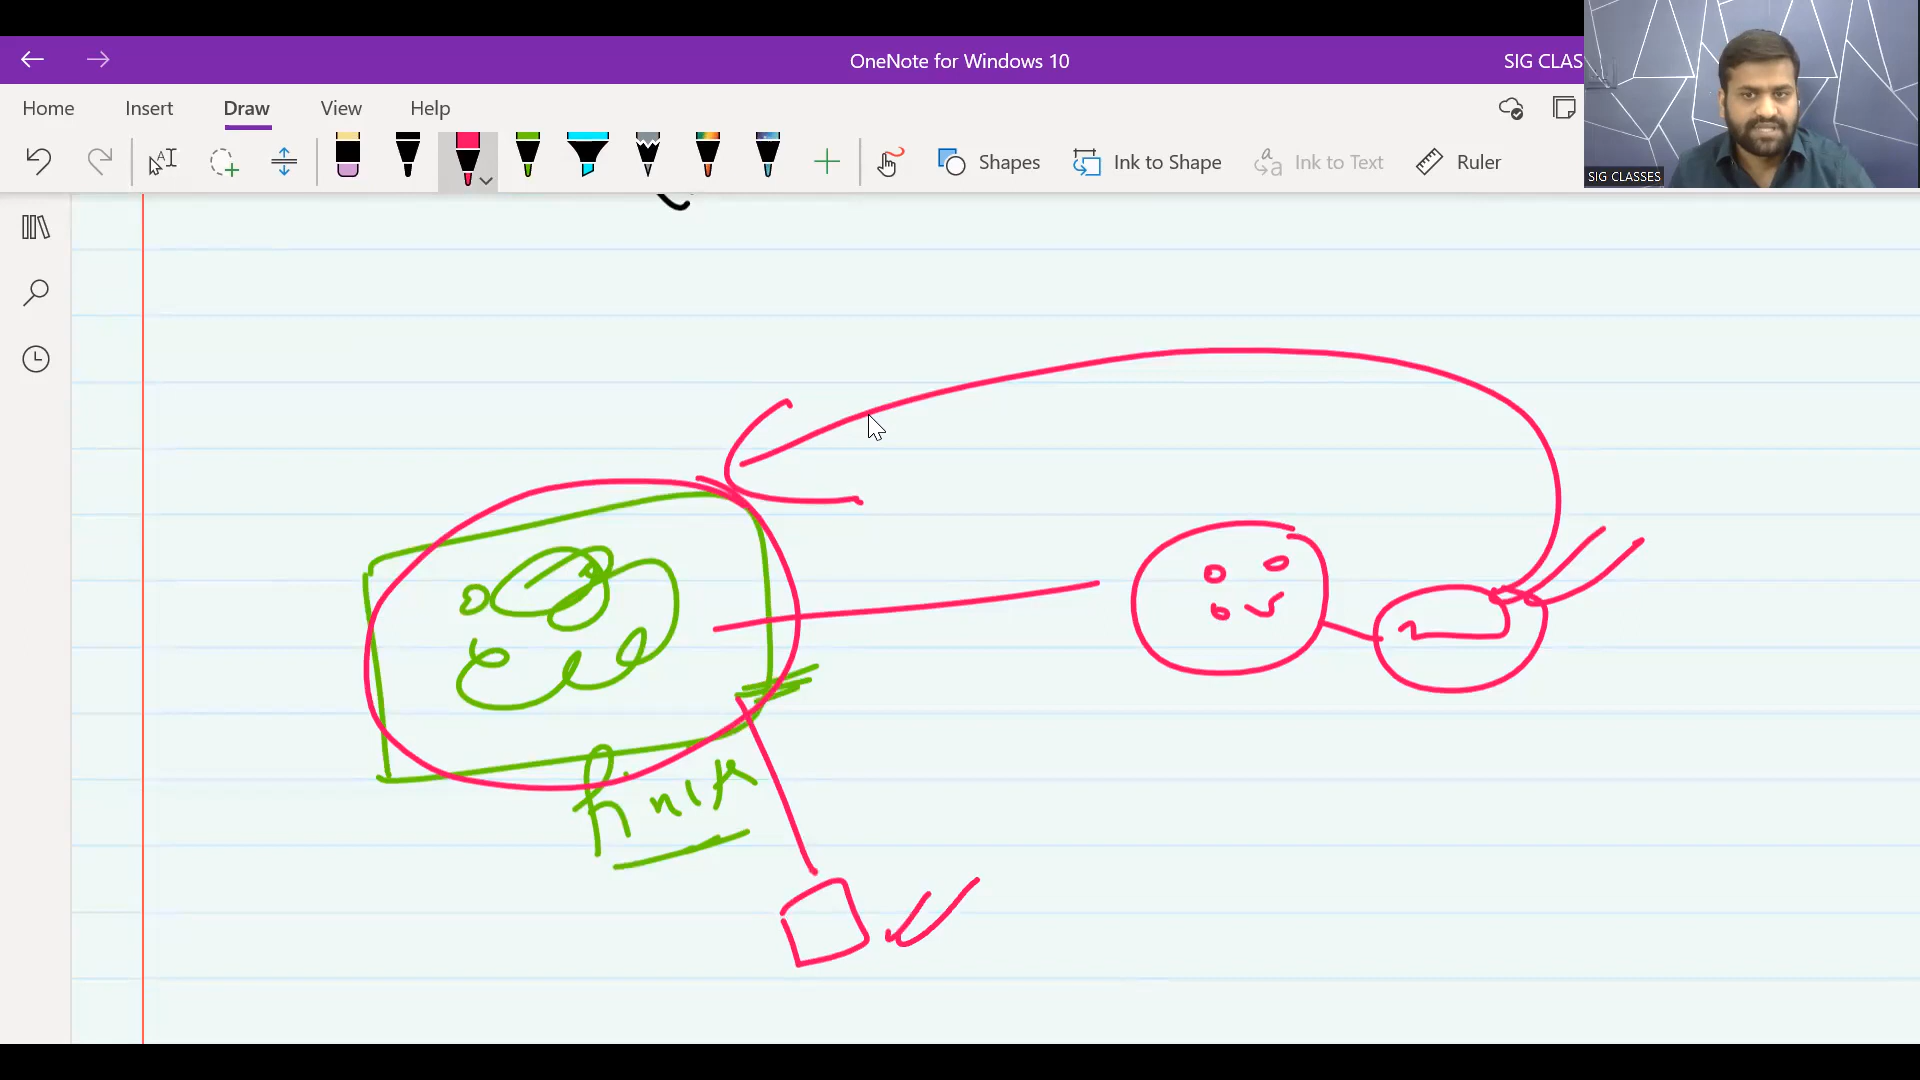 OneNote for Windows 10
SIG CLAS
Home Insert Draw View Help
Shapes Ink to Shape Ink to Text Ruler
SIG CLASSES